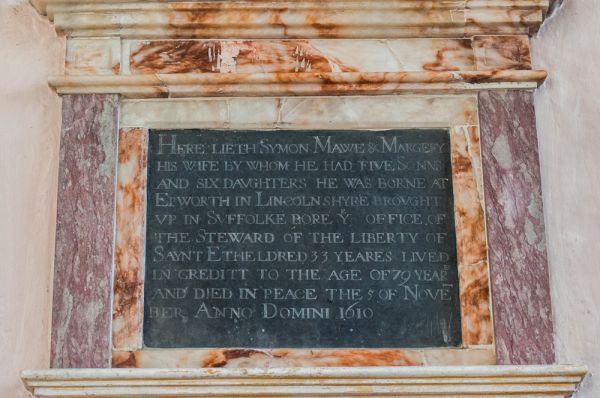 HERE LIETH SYMON MAWE & MARGERY
HIS WIFE BY WHOM HE HAD FIVE SONNS
AND SIX DAUGHTERS HE WAS BORNE AT
EPWORTH IN LINCOLNSHYRE BROVGHT
VP IN SVFFOLKE BORE Yͤ OFFICE OF
THE STEWARD OF THE LIBERTY OF
SAYNT ETHELDRED 33 YEARES LIVED
IN CREDITT TO THE AGE OF 79 YEAR
AND DIED IN PEACE THE 5 OF NOVE̅
BER ANNO DOMINI 1610